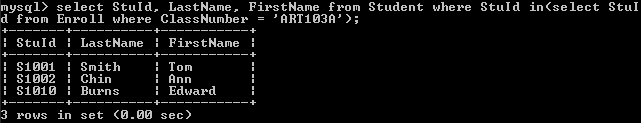 mysql> select StuId, LastName, FirstName from Student where StuId in(select StuI
d from Enroll where ClassNumber = 'ART103A');
+-------+----------+-----------+
| StuId | LastName | FirstName |
+-------+----------+-----------+
| S1001 | Smith    | Tom       |
| S1002 | Chin     | Ann       |
| S1010 | Burns    | Edward    |
+-------+----------+-----------+
3 rows in set (0.00 sec)